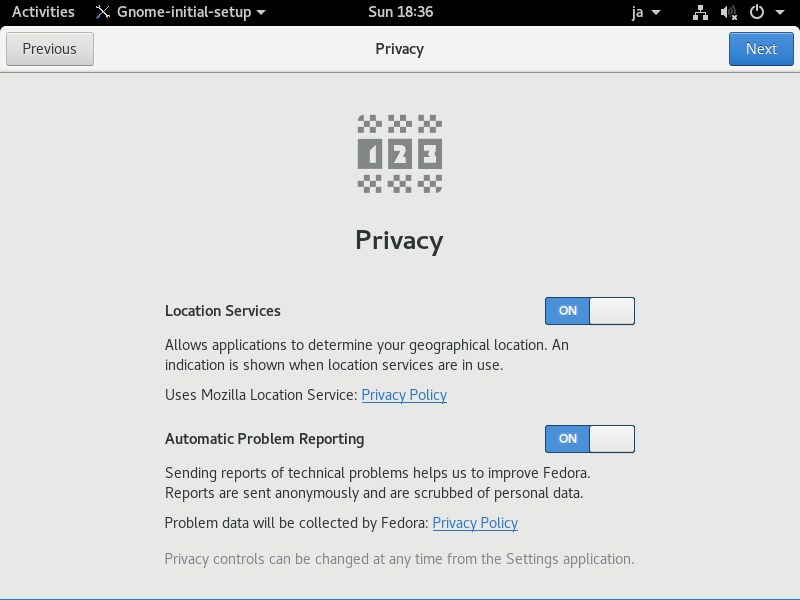 Activities Gnome-initial-setup Sun 18:36 ja
Previous Privacy Next
1 2 3
Privacy
Location Services ON
Allows applications to determine your geographical location. An
indication is shown when location services are in use.
Uses Mozilla Location Service: Privacy Policy
Automatic Problem Reporting ON
Sending reports of technical problems helps us to improve Fedora.
Reports are sent anonymously and are scrubbed of personal data.
Problem data will be collected by Fedora: Privacy Policy
Privacy controls can be changed at any time from the Settings application.